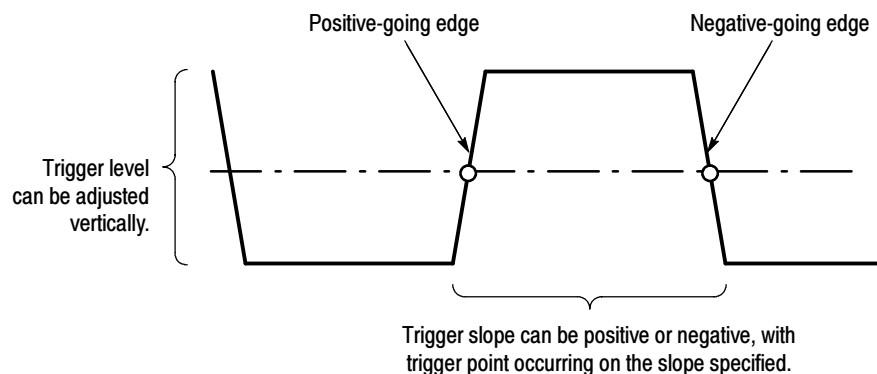 Positive-going edge
Negative-going edge
Trigger level
can be adjusted
vertically.
Trigger slope can be positive or negative, with
trigger point occurring on the slope specified.